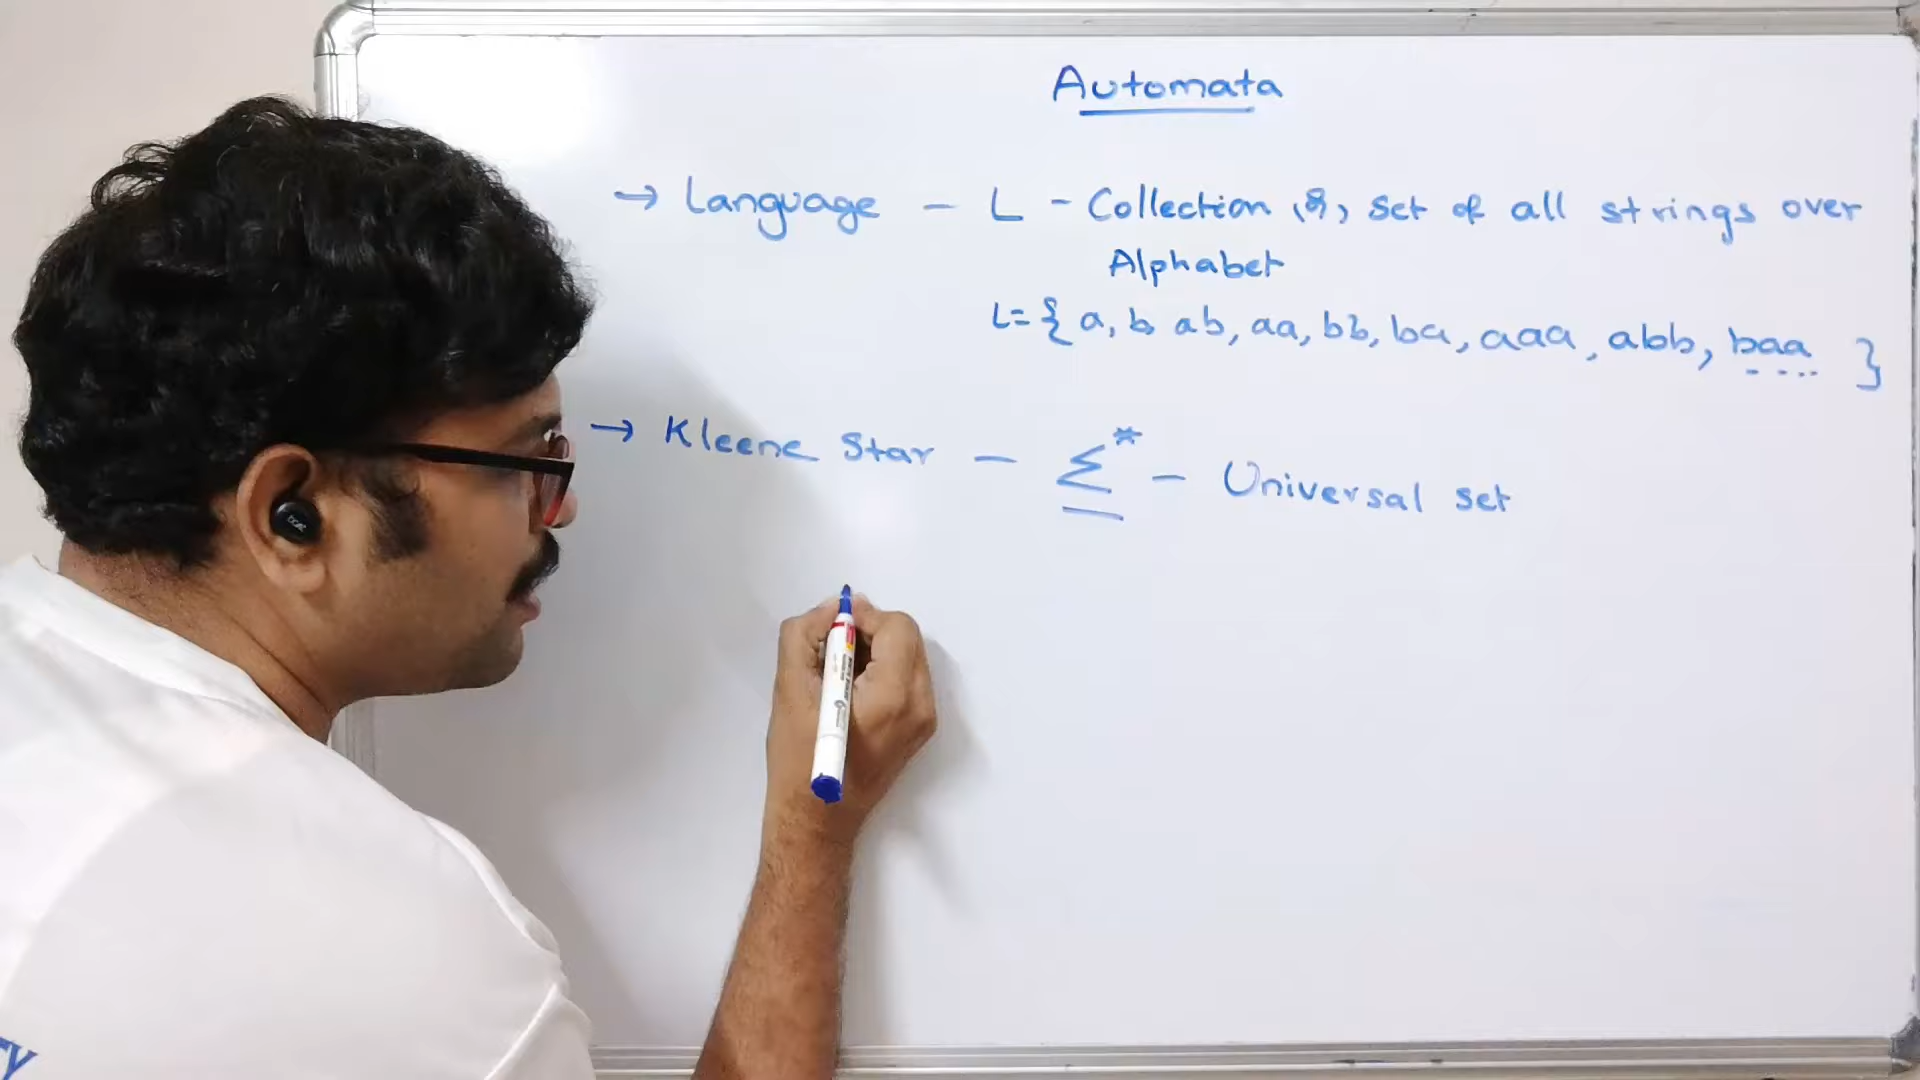 Automata
→ Language - L - Collection (or) set of all strings over
Alphabet
L = { a, b ab, aa, bb, ba, aaa, abb, baa .... }
→ Kleene Star - Σ* - Universal set
boat